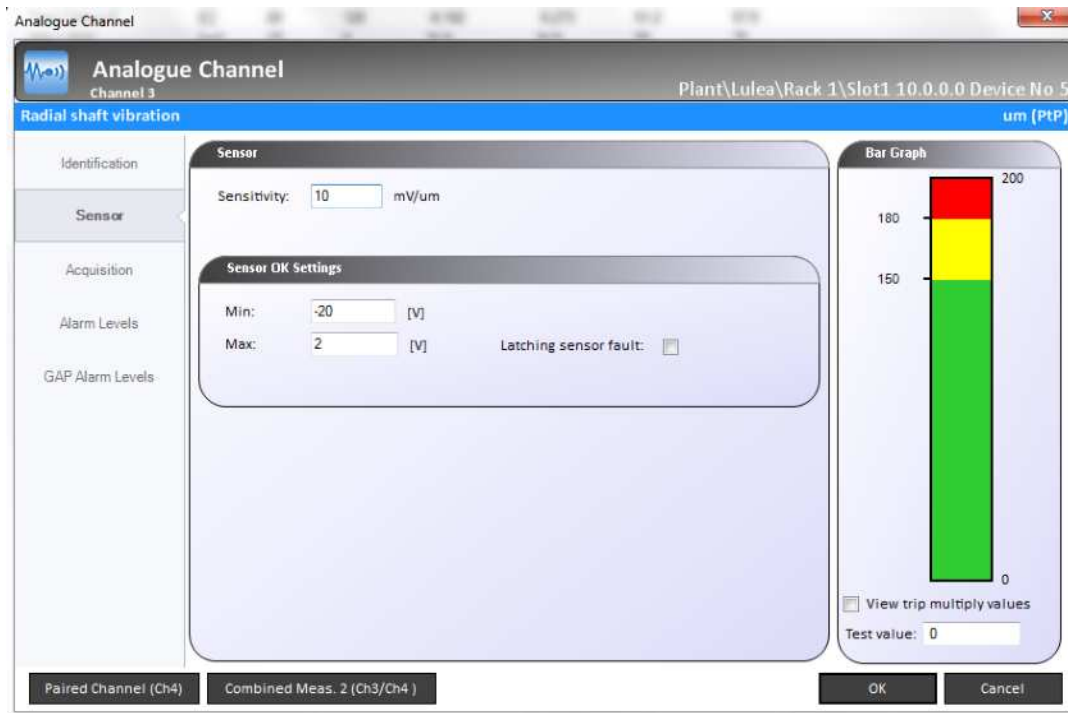 Analogue Channel
Analogue Channel
Channel 3
Plant\Lulea\Rack 1\Slot1 10.0.0.0 Device No 5
Radial shaft vibration
um (PtP)
Identification
Sensor
Acquisition
Alarm Levels
GAP Alarm Levels
Sensor
Sensitivity: 10 mV/um
Sensor OK Settings
Min: -20 [V]
Max: 2 [V] Latching sensor fault:
Bar Graph
200
180
150
0
View trip multiply values
Test value: 0
Paired Channel (Ch4)
Combined Meas. 2 (Ch3/Ch4 )
OK
Cancel